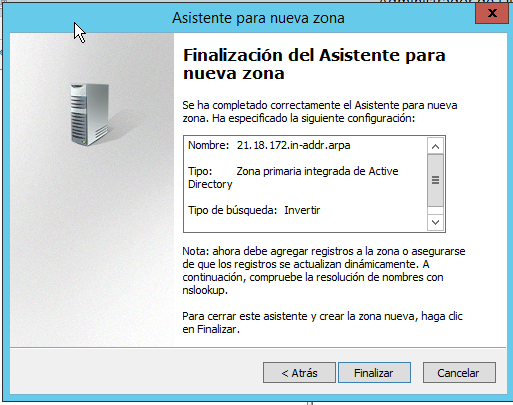 Asistente para nueva zona
x
Finalización del Asistente para
nueva zona
Se ha completado correctamente el Asistente para nueva
zona. Ha especificado la siguiente configuración:
Nombre: 21.18.172.in-addr.arpa
Tipo: Zona primaria integrada de Active
Directory
Tipo de búsqueda: Invertir
Nota: ahora debe agregar registros a la zona o asegurarse
de que los registros se actualizan dinámicamente. A
continuación, compruebe la resolución de nombres con
nslookup.
Para cerrar este asistente y crear la zona nueva, haga clic
en Finalizar.
< Atrás
Finalizar
Cancelar